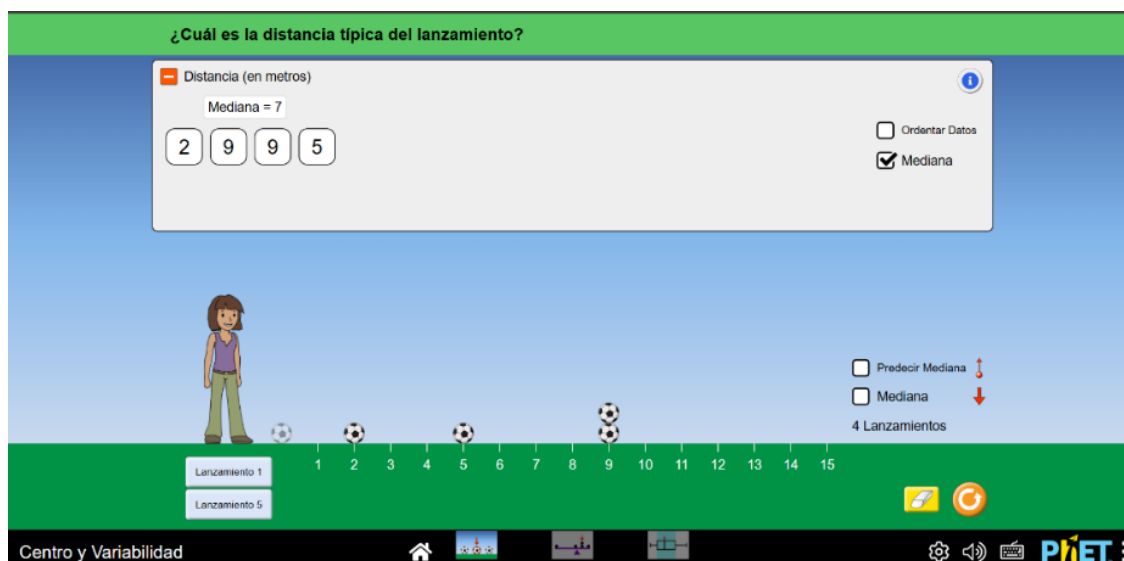 ¿Cuál es la distancia típica del lanzamiento?
Distancia (en metros)
Mediana = 7
2 9 9 5
Ordentar Datos
Mediana
Predecir Mediana
Mediana
4 Lanzamientos
1 2 3 4 5 6 7 8 9 10 11 12 13 14 15
Lanzamiento 1
Lanzamiento 5
Centro y Variabilidad
PhET